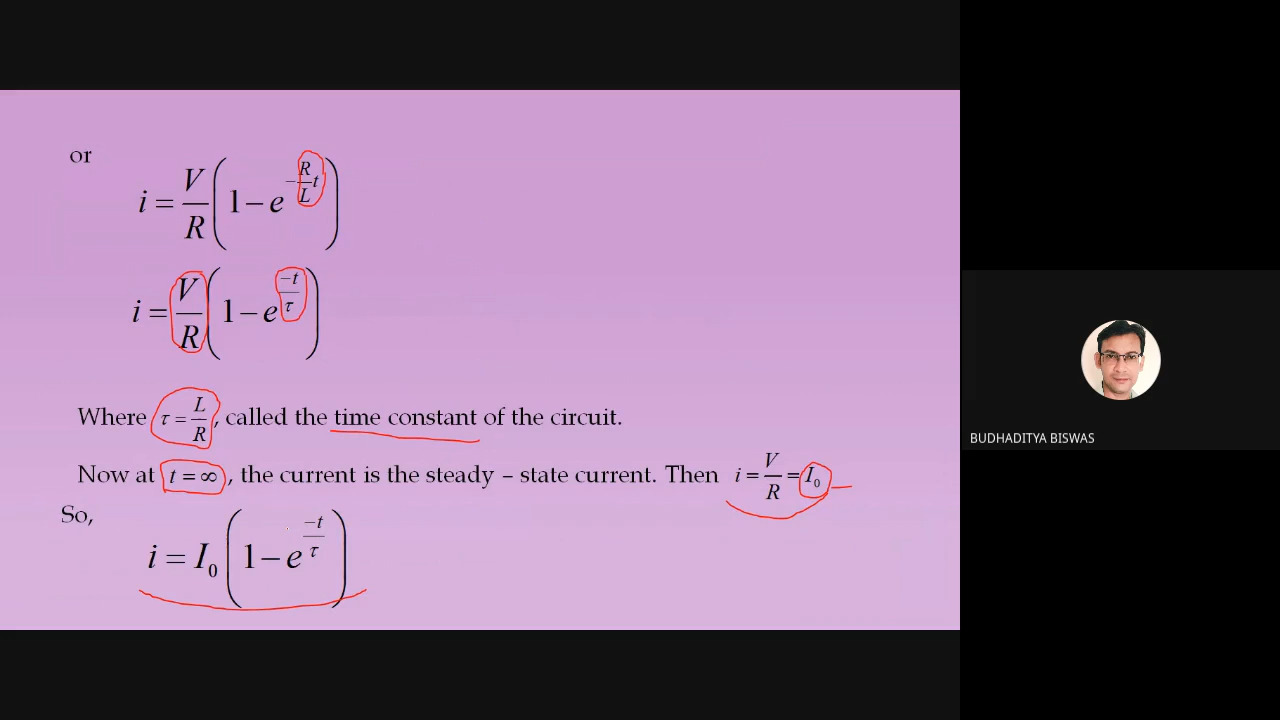 or
i = V/R (1 − e^(−R/L t))
i = V/R (1 − e^(−t/τ))
Where τ = L/R, called the time constant of the circuit.
Now at t = ∞, the current is the steady – state current. Then i = V/R = I₀
So,
i = I₀ (1 − e^(−t/τ))
BUDHADITYA BISWAS